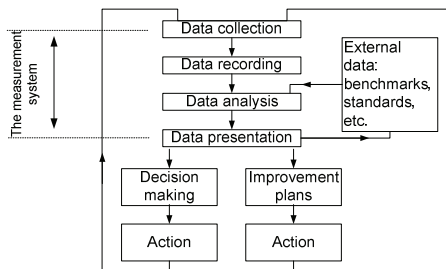 Data collection
Data recording
Data analysis
Data presentation
The measurement
system
External
data:
benchmarks,
standards,
etc.
Decision
making
Improvement
plans
Action
Action